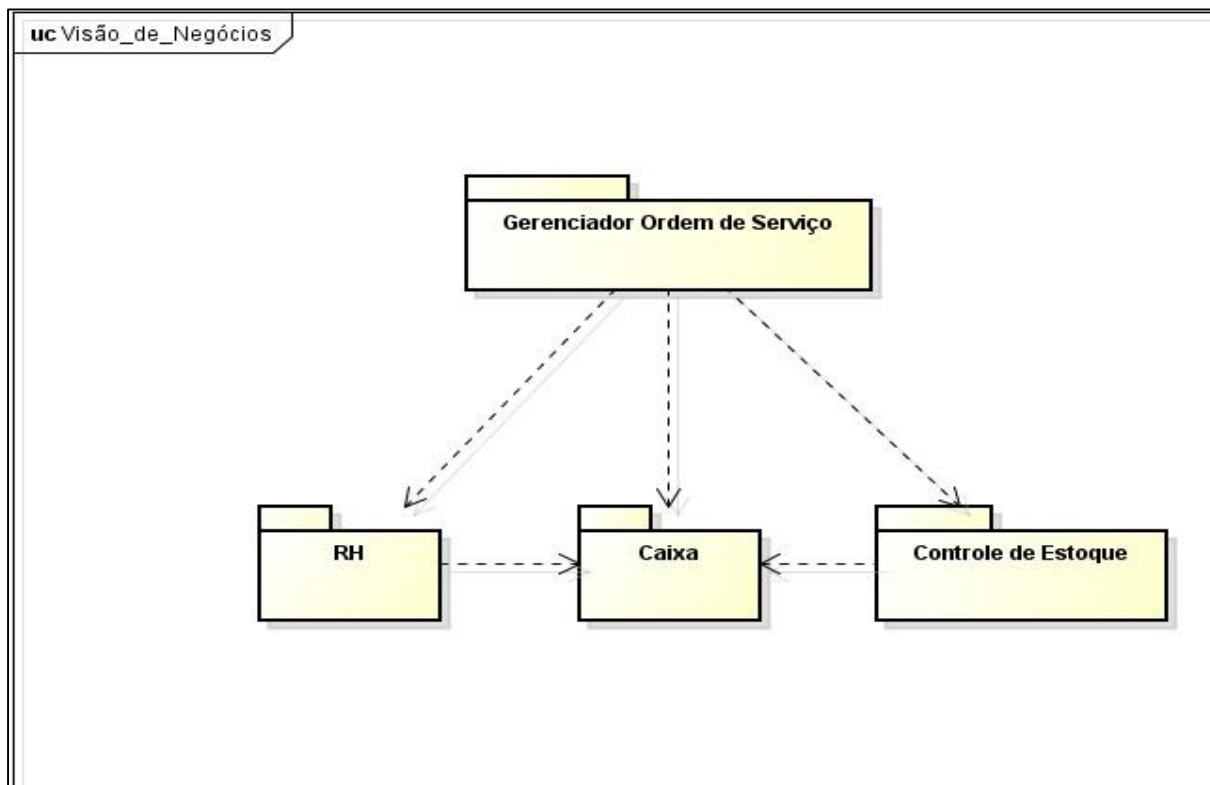 uc Visão_de_Negócios
Gerenciador Ordem de Serviço
RH
Caixa
Controle de Estoque